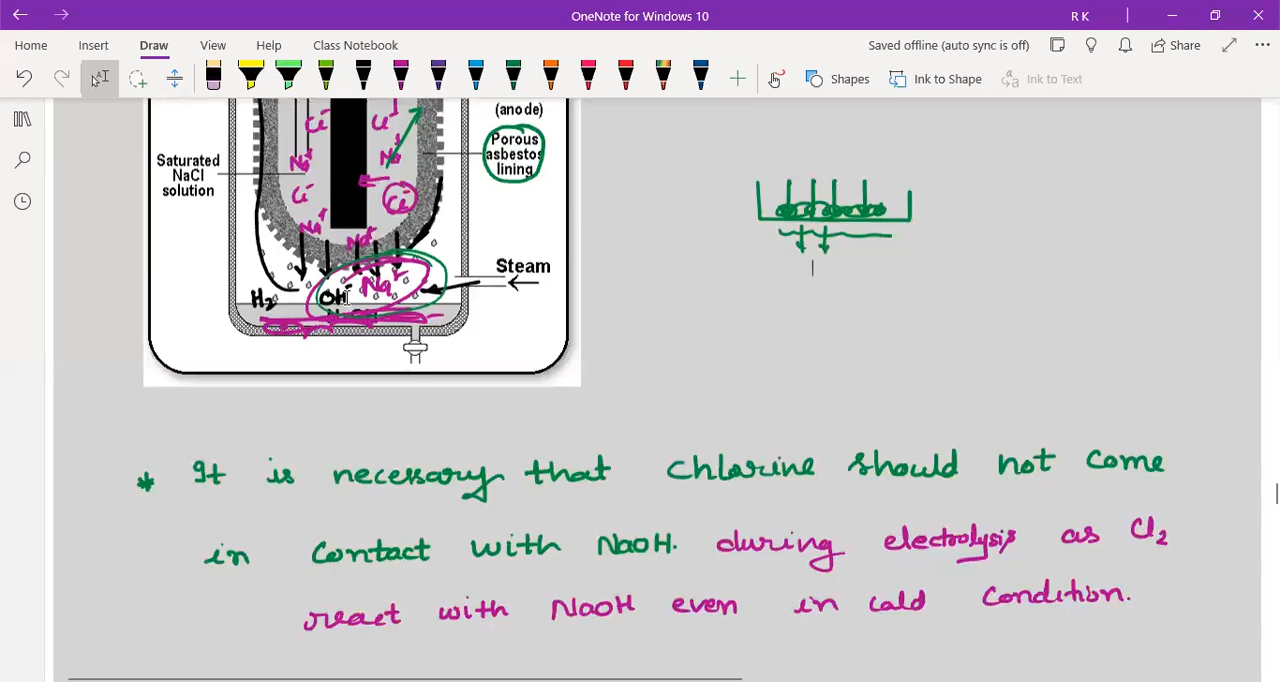 OneNote for Windows 10
R K
Home Insert Draw View Help Class Notebook
Saved offline (auto sync is off) Share
Shapes Ink to Shape Ink to Text
(anode)
Porous
asbestos
lining
Saturated
NaCl
solution
Steam
H2 OH- Na+
* It is necessary that chlorine should not come
in contact with NaOH. during electrolysis as Cl2
react with NaOH even in cald condition.